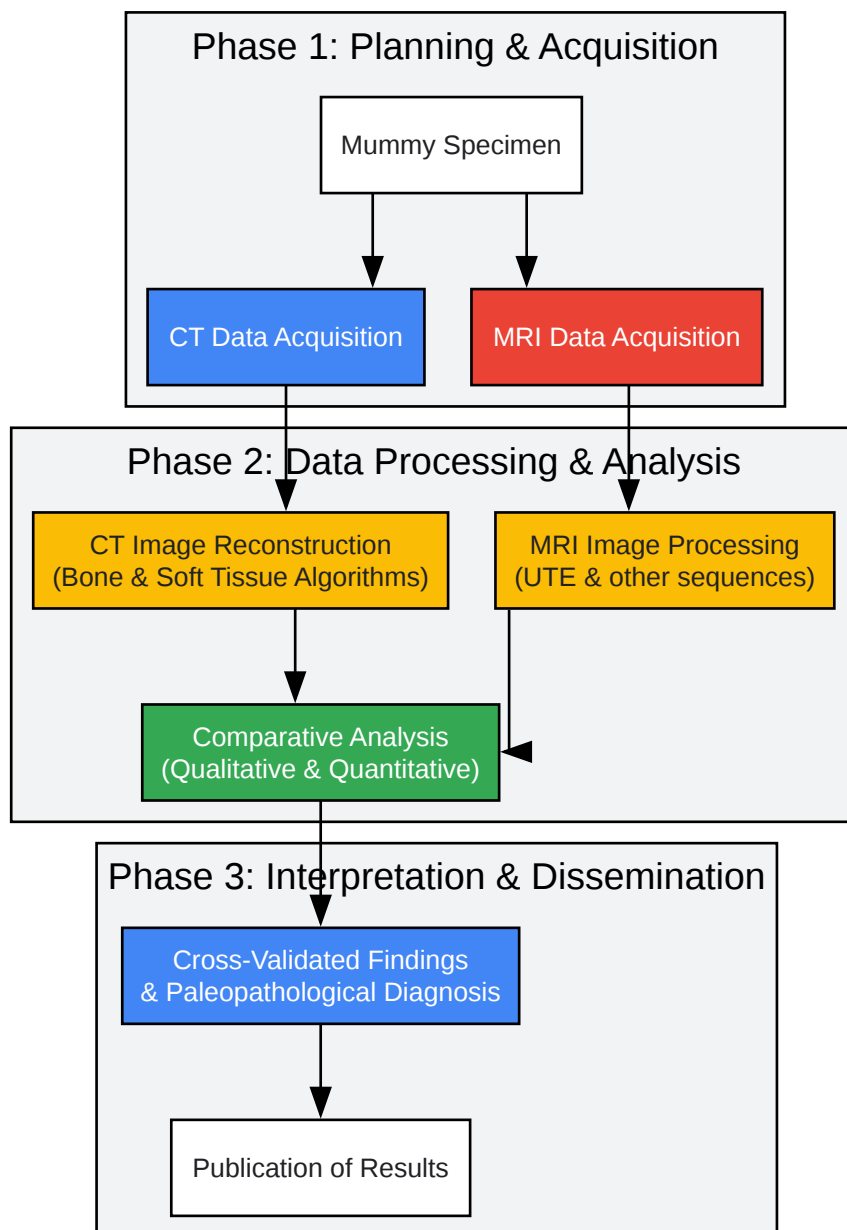 Phase 1: Planning & Acquisition
Mummy Specimen
CT Data Acquisition
MRI Data Acquisition
Phase 2: Data Processing & Analysis
CT Image Reconstruction
(Bone & Soft Tissue Algorithms)
MRI Image Processing
(UTE & other sequences)
Comparative Analysis
(Qualitative & Quantitative)
Phase 3: Interpretation & Dissemination
Cross-Validated Findings
& Paleopathological Diagnosis
Publication of Results